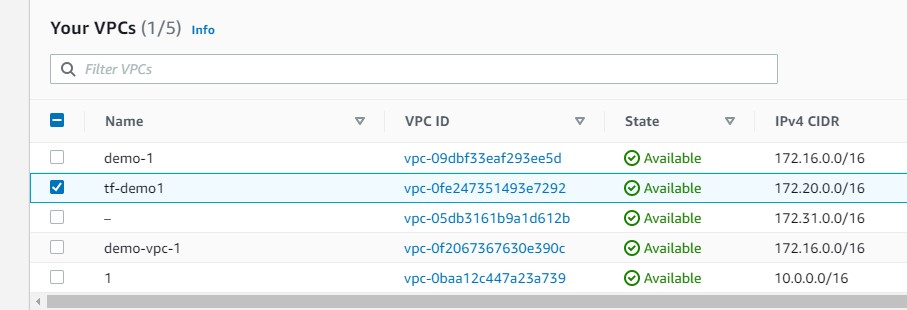 Your VPCs (1/5) Info
Filter VPCs
Name VPC ID State IPv4 CIDR
demo-1 vpc-09dbf33eaf293ee5d Available 172.16.0.0/16
tf-demo1 vpc-0fe247351493e7292 Available 172.20.0.0/16
– vpc-05db3161b9a1d612b Available 172.31.0.0/16
demo-vpc-1 vpc-0f2067367630e390c Available 172.16.0.0/16
1 vpc-0baa12c447a23a739 Available 10.0.0.0/16